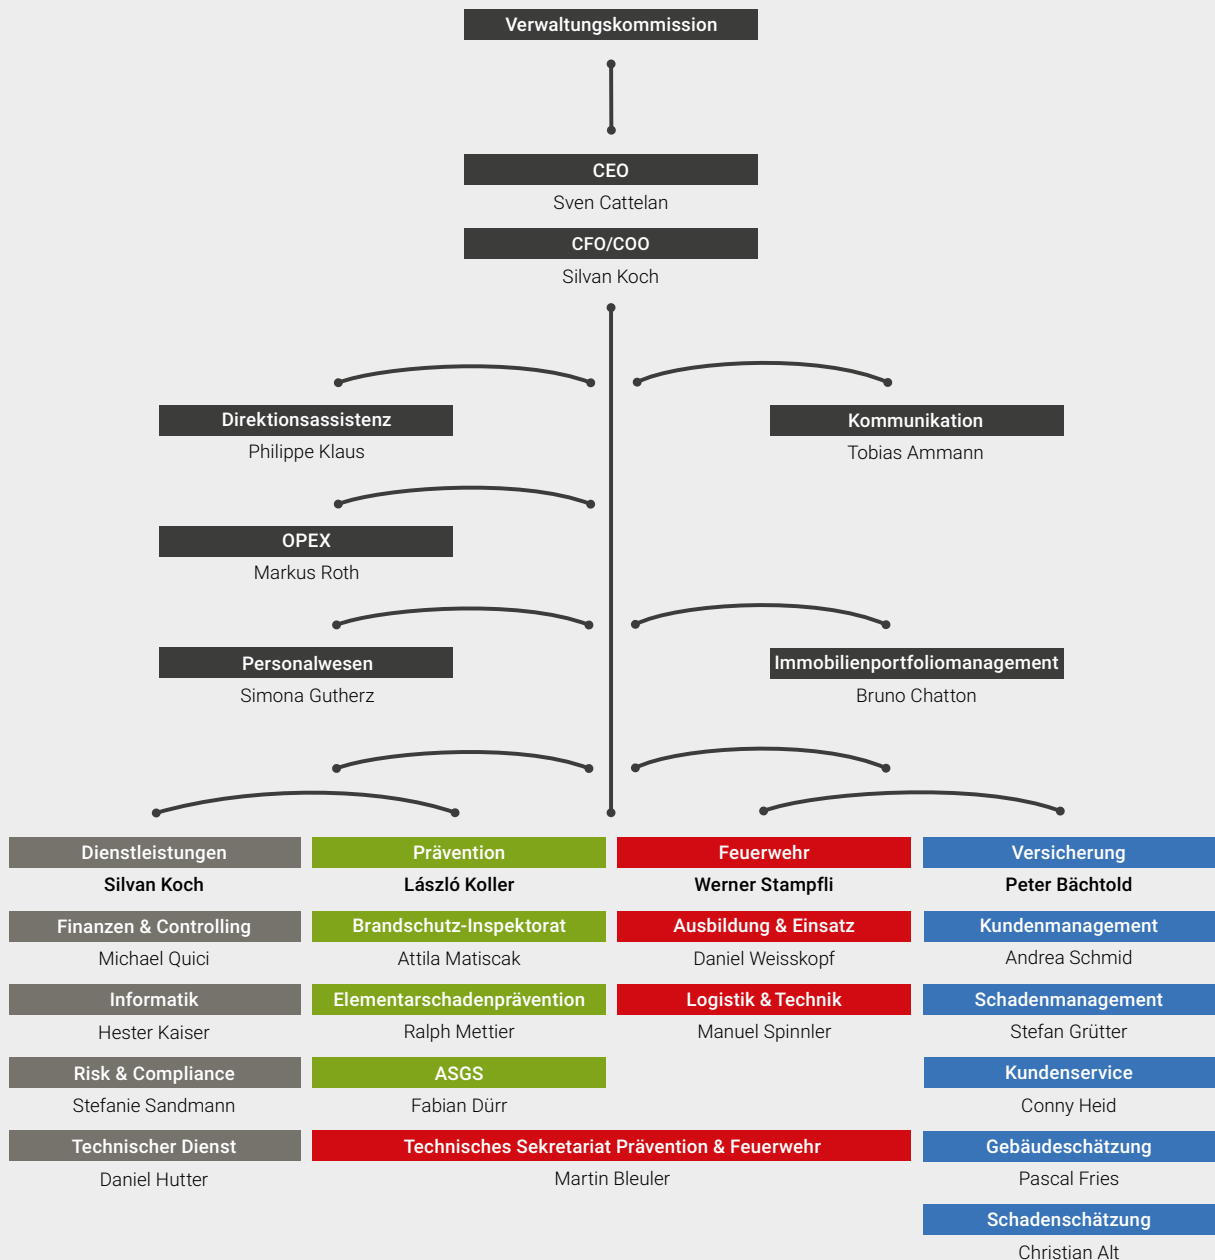 Verwaltungskommission
CEO
Sven Cattelan
CFO/COO
Silvan Koch
Direktionsassistenz
Philippe Klaus
Kommunikation
Tobias Ammann
OPEX
Markus Roth
Personalwesen
Simona Gutherz
Immobilienportfoliomanagement
Bruno Chatton
Dienstleistungen
Silvan Koch
Finanzen & Controlling
Michael Quici
Informatik
Hester Kaiser
Risk & Compliance
Stefanie Sandmann
Technischer Dienst
Daniel Hutter
Prävention
László Koller
Brandschutz-Inspektorat
Attila Matiscak
Elementarschadenprävention
Ralph Mettier
ASGS
Fabian Dürr
Feuerwehr
Werner Stampfli
Ausbildung & Einsatz
Daniel Weisskopf
Logistik & Technik
Manuel Spinnler
Technisches Sekretariat Prävention & Feuerwehr
Martin Bleuler
Versicherung
Peter Bächtold
Kundenmanagement
Andrea Schmid
Schadenmanagement
Stefan Grütter
Kundenservice
Conny Heid
Gebäudeschätzung
Pascal Fries
Schadenschätzung
Christian Alt